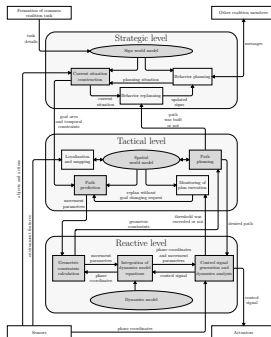 Formation of common
coalition task
Other coalition members
task
details
messages
Strategic level
Sign world model
Current situation
construction
planning situation
Behavior planning
current
situation
Behavior replanning
updated
signs
goal area
and temporal
constraints
path
was built
or not
Tactical level
Localization
and mapping
Spatial
world model
Path
planning
Path
prediction
replan without
goal changing request
Monitoring of
plan execution
objects and actions
environment features
movement
parameters
geometric
constraints
threshold was
exceeded or not
desired path
Reactive level
phase coordinates
and movement
parameters
Geometric
constraints
calculation
movement
parameters
phase
coordinates
Integration of
dynamics model
equations
control signal
Control signal
generation and
dynamics analysis
Dynamics model
control
signal
phase coordinates
Sensors
Actuators